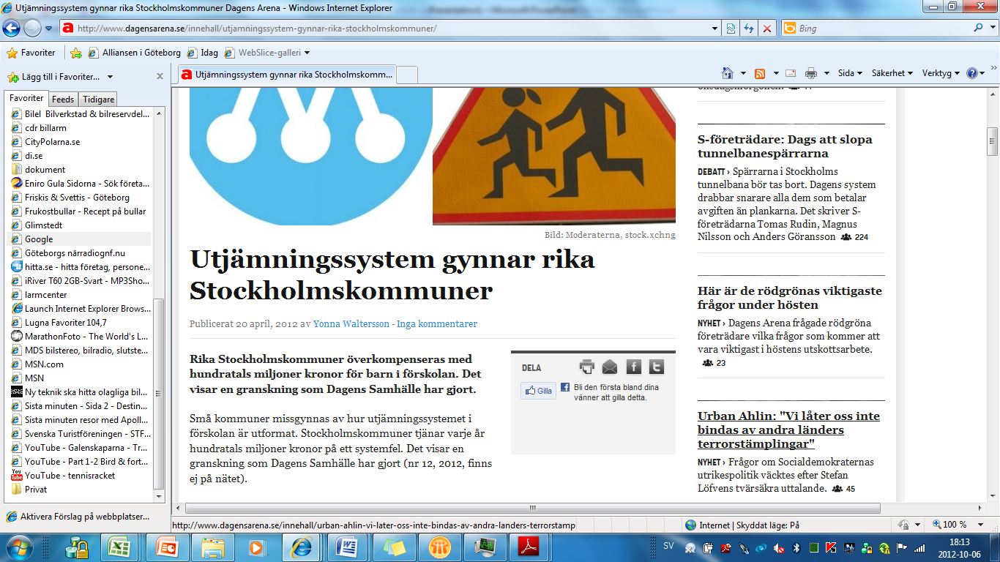 Utjämningssystem gynnar rika Stockholmskommuner Dagens Arena - Windows Internet Explorer
http://www.dagensarena.se/innehall/utjamningssystem-gynnar-rika-stockholmskommuner/
Bing
Favoriter
Alliansen i Göteborg
Idag
WebSlice-galleri
Lägg till i Favoriter...
Utjämningssystem gynnar rika Stockholmskomm...
Sida
Säkerhet
Verktyg
Favoriter
Feeds
Tidigare
Bilel Bilverkstad & bilreservdel...
cdr billarm
CityPolarna.se
di.se
dokument
Eniro Gula Sidorna - Sök företa...
Friskis & Svettis - Göteborg
Frukostbullar - Recept på bullar
Glimstedt
Google
Göteborgs närradiognf.nu
hitta.se - hitta företag, persone...
iRiver T60 2GB-Svart - MP3Sho...
larmcenter
Launch Internet Explorer Brows...
Lugna Favoriter 104,7
MarathonFoto - The World's L...
MDS bilstereo, bilradio, slutste...
MSN.com
MSN
Ny teknik ska hitta olagliga bil...
Sista minuten - Sida 2 - Destin...
Sista minuten resor med Apoll...
Svenska Turistföreningen - STF...
YouTube - Galenskaparna - Tr...
YouTube - Part 1-2 Bird & fort...
YouTube - tennisracket
Privat
Aktivera Förslag på webbplatser...
Bild: Moderaterna, stock.xchng
Utjämningssystem gynnar rika
Stockholmskommuner
Publicerat 20 april, 2012 av Yonna Waltersson - Inga kommentarer
Rika Stockholmskommuner överkompenseras med
hundratals miljoner kronor för barn i förskolan. Det
visar en granskning som Dagens Samhälle har gjort.
Små kommuner missgynnas av hur utjämningssystemet i
förskolan är utformat. Stockholmskommuner tjänar varje år
hundratals miljoner kronor på ett systemfel. Det visar en
granskning som Dagens Samhälle har gjort (nr 12, 2012, finns
ej på nätet).
DELA
Gilla
Bli den första bland dina
vänner att gilla detta.
S-företrädare: Dags att slopa
tunnelbanespärrarna
DEBATT › Spärrarna i Stockholms
tunnelbana bör tas bort. Dagens system
drabbar snarare alla dem som betalar
avgiften än plankarna. Det skriver S-
företrädarna Tomas Rudin, Magnus
Nilsson och Anders Göransson 224
Här är de rödgrönas viktigaste
frågor under hösten
NYHET › Dagens Arena frågade rödgröna
företrädare vilka frågor som kommer att
vara viktigast i höstens utskottsarbete.
23
Urban Ahlin: "Vi låter oss inte
bindas av andra länders
terrorstämplingar"
NYHET › Frågor om Socialdemokraternas
utrikespolitik väcktes efter Stefan
Löfvens tvärsäkra uttalande. 45
http://www.dagensarena.se/innehall/urban-ahlin-vi-later-oss-inte-bindas-av-andra-landers-terrorstamp
Internet | Skyddat läge: På
100 %
SV
18:13
2012-10-06